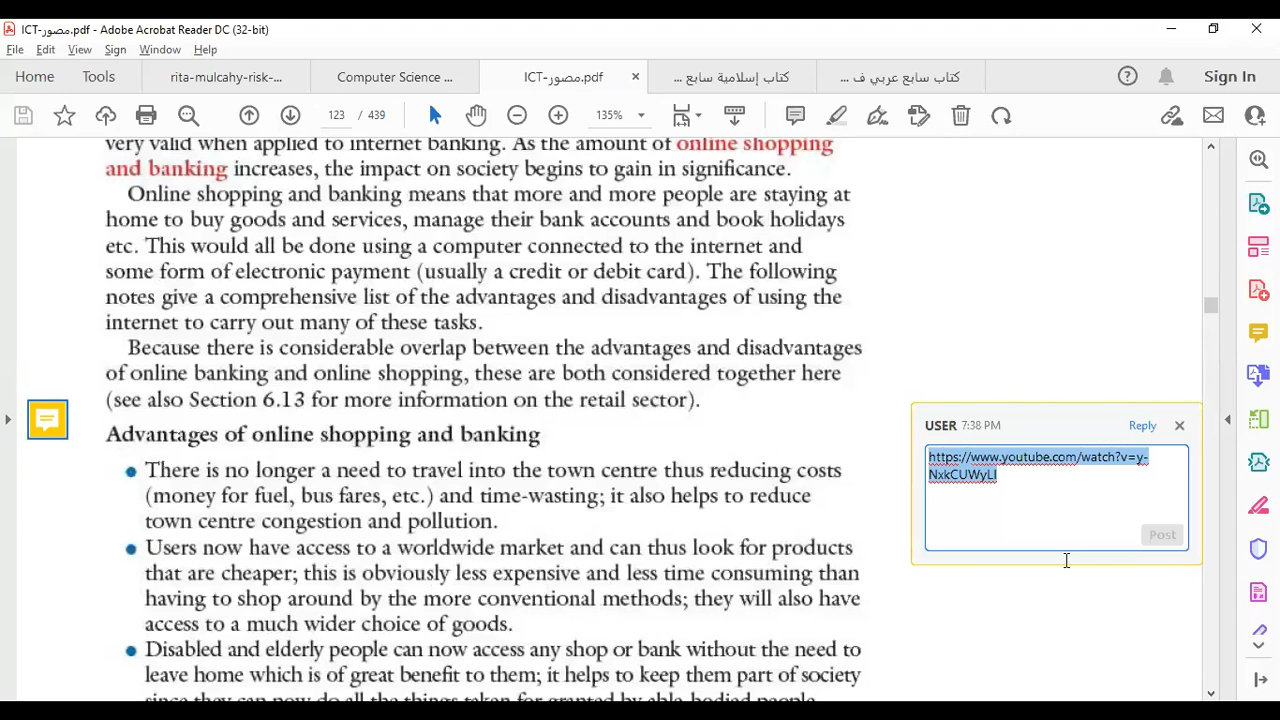 ICT-مصور.pdf - Adobe Acrobat Reader DC (32-bit)
File Edit View Sign Window Help
Home Tools rita-mulcahy-risk-... Computer Science ... ICT-مصور.pdf × كتاب إسلامية سابع ... كتاب سابع عربي ف ... Sign In
123 / 439 135%
very valid when applied to internet banking. As the amount of online shopping
and banking increases, the impact on society begins to gain in significance.
Online shopping and banking means that more and more people are staying at
home to buy goods and services, manage their bank accounts and book holidays
etc. This would all be done using a computer connected to the internet and
some form of electronic payment (usually a credit or debit card). The following
notes give a comprehensive list of the advantages and disadvantages of using the
internet to carry out many of these tasks.
Because there is considerable overlap between the advantages and disadvantages
of online banking and online shopping, these are both considered together here
(see also Section 6.13 for more information on the retail sector).
Advantages of online shopping and banking
• There is no longer a need to travel into the town centre thus reducing costs
(money for fuel, bus fares, etc.) and time-wasting; it also helps to reduce
town centre congestion and pollution.
• Users now have access to a worldwide market and can thus look for products
that are cheaper; this is obviously less expensive and less time consuming than
having to shop around by the more conventional methods; they will also have
access to a much wider choice of goods.
• Disabled and elderly people can now access any shop or bank without the need to
leave home which is of great benefit to them; it helps to keep them part of society
since they can now do all the things taken for granted by able-bodied people.
USER 7:38 PM Reply ×
https://www.youtube.com/watch?v=y-
NxkCUWyLI
Post